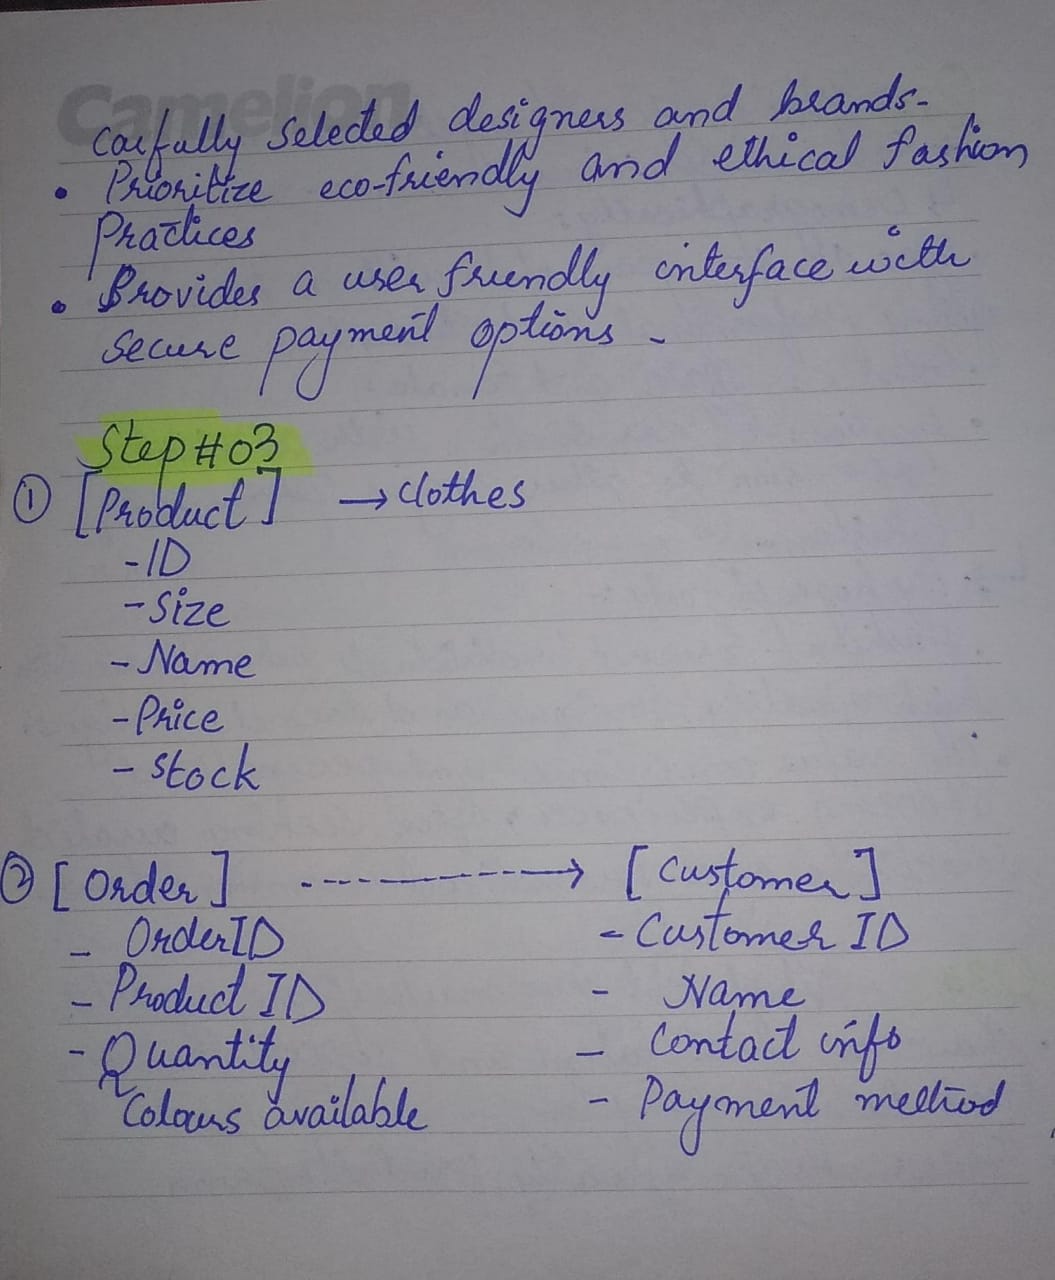 Camelion
Carfully Selected designers and brands.
• Prioritize eco-friendly and ethical fashion
Practices
• Provides a user friendly interface with
Secure payment options.
Step#03
① [Product] → Clothes
- ID
- Size
- Name
- Price
- Stock
② [Order] -----------> [Customer]
- OrderID - Customer ID
- Product ID - Name
- Quantity - Contact info
Colours available - Payment method